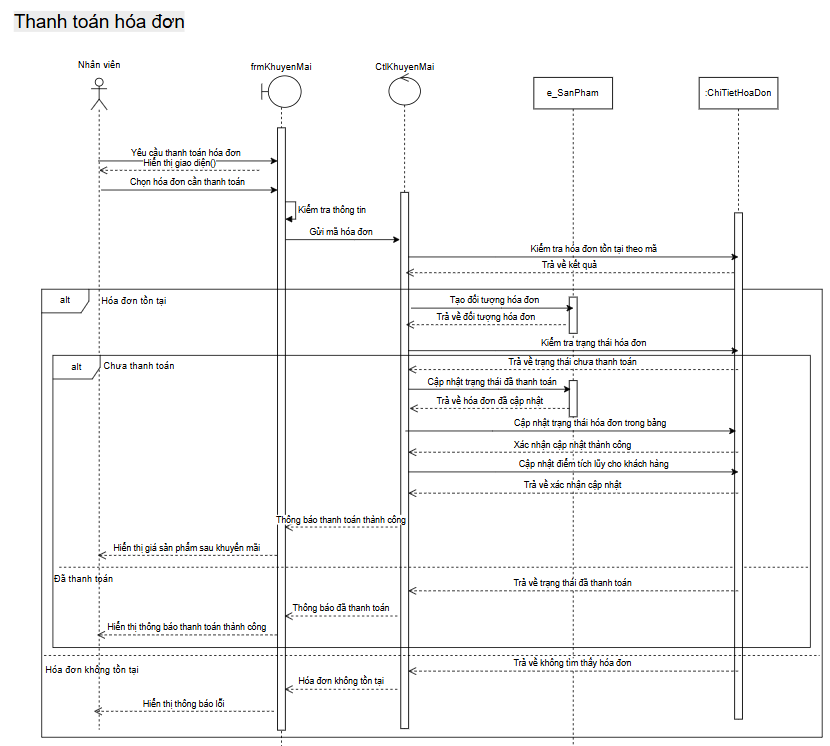 Thanh toán hóa đơn
Nhân viên
frmKhuyenMai
CtlKhuyenMai
e_SanPham
:ChiTietHoaDon
Yêu cầu thanh toán hóa đơn
Hiển thị giao diện()
Chọn hóa đơn cần thanh toán
Kiểm tra thông tin
Gửi mã hóa đơn
Kiểm tra hóa đơn tồn tại theo mã
Trả về kết quả
alt
Hóa đơn tồn tại
Tạo đối tượng hóa đơn
Trả về đối tượng hóa đơn
Kiểm tra trạng thái hóa đơn
alt
Chưa thanh toán
Trả về trạng thái chưa thanh toán
Cập nhật trạng thái đã thanh toán
Trả về hóa đơn đã cập nhật
Cập nhật trạng thái hóa đơn trong bảng
Xác nhận cập nhật thành công
Cập nhật điểm tích lũy cho khách hàng
Trả về xác nhận cập nhật
Thông báo thanh toán thành công
Hiển thị giá sản phẩm sau khuyến mãi
Đã thanh toán
Trả về trạng thái đã thanh toán
Thông báo đã thanh toán
Hiển thị thông báo thanh toán thành công
Hóa đơn không tồn tại
Trả về không tìm thấy hóa đơn
Hóa đơn không tồn tại
Hiển thị thông báo lỗi